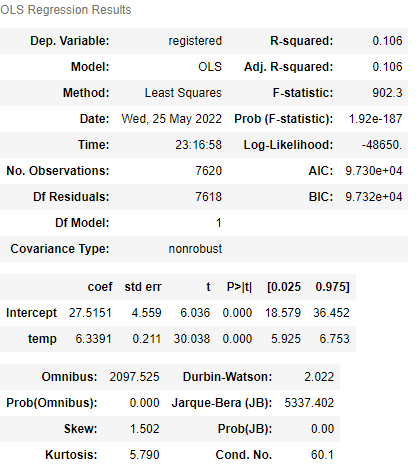 OLS Regression Results
Dep. Variable: registered R-squared: 0.106
Model: OLS Adj. R-squared: 0.106
Method: Least Squares F-statistic: 902.3
Date: Wed, 25 May 2022 Prob (F-statistic): 1.92e-187
Time: 23:16:58 Log-Likelihood: -48650.
No. Observations: 7620 AIC: 9.730e+04
Df Residuals: 7618 BIC: 9.732e+04
Df Model: 1
Covariance Type: nonrobust
coef std err t P>|t| [0.025 0.975]
Intercept 27.5151 4.559 6.036 0.000 18.579 36.452
temp 6.3391 0.211 30.038 0.000 5.925 6.753
Omnibus: 2097.525 Durbin-Watson: 2.022
Prob(Omnibus): 0.000 Jarque-Bera (JB): 5337.402
Skew: 1.502 Prob(JB): 0.00
Kurtosis: 5.790 Cond. No. 60.1